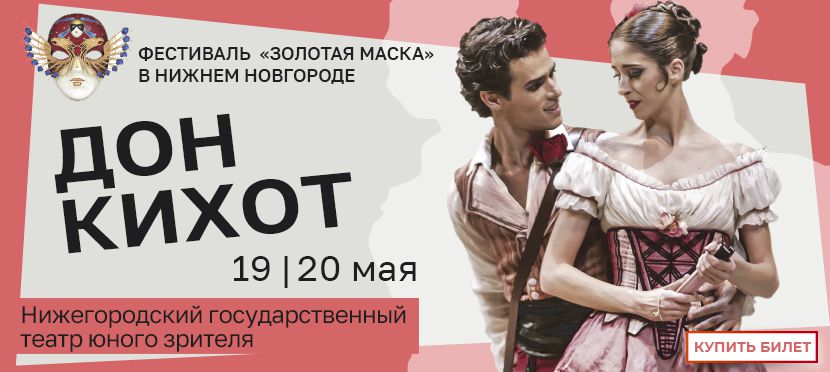 ФЕСТИВАЛЬ «ЗОЛОТАЯ МАСКА»
В НИЖНЕМ НОВГОРОДЕ
ДОН
КИХОТ
19 | 20 мая
Нижегородский государственный
театр юного зрителя
КУПИТЬ БИЛЕТ